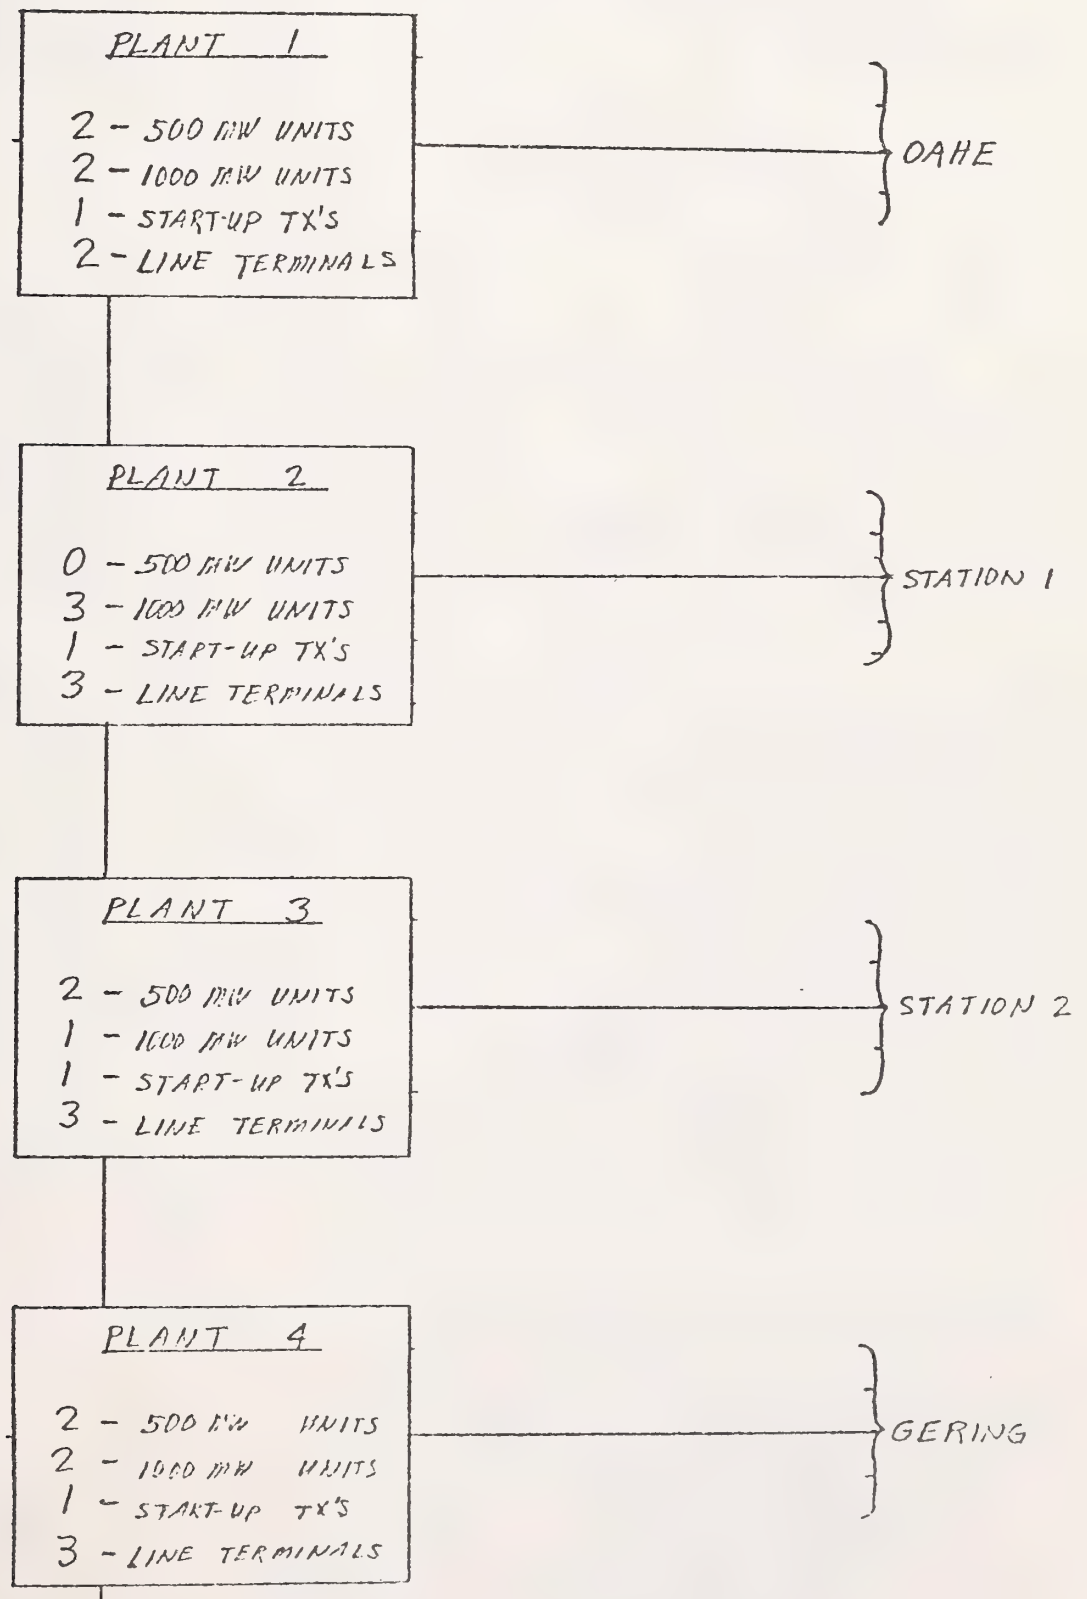 PLANT 1
2 - 500 MW UNITS
2 - 1000 MW UNITS
1 - START-UP TX'S
2 - LINE TERMINALS
OAHE
PLANT 2
0 - 500 MW UNITS
3 - 1000 MW UNITS
1 - START-UP TX'S
3 - LINE TERMINALS
STATION 1
PLANT 3
2 - 500 MW UNITS
1 - 1000 MW UNITS
1 - START-UP TX'S
3 - LINE TERMINALS
STATION 2
PLANT 4
2 - 500 MW UNITS
2 - 1000 MW UNITS
1 - START-UP TX'S
3 - LINE TERMINALS
GERING